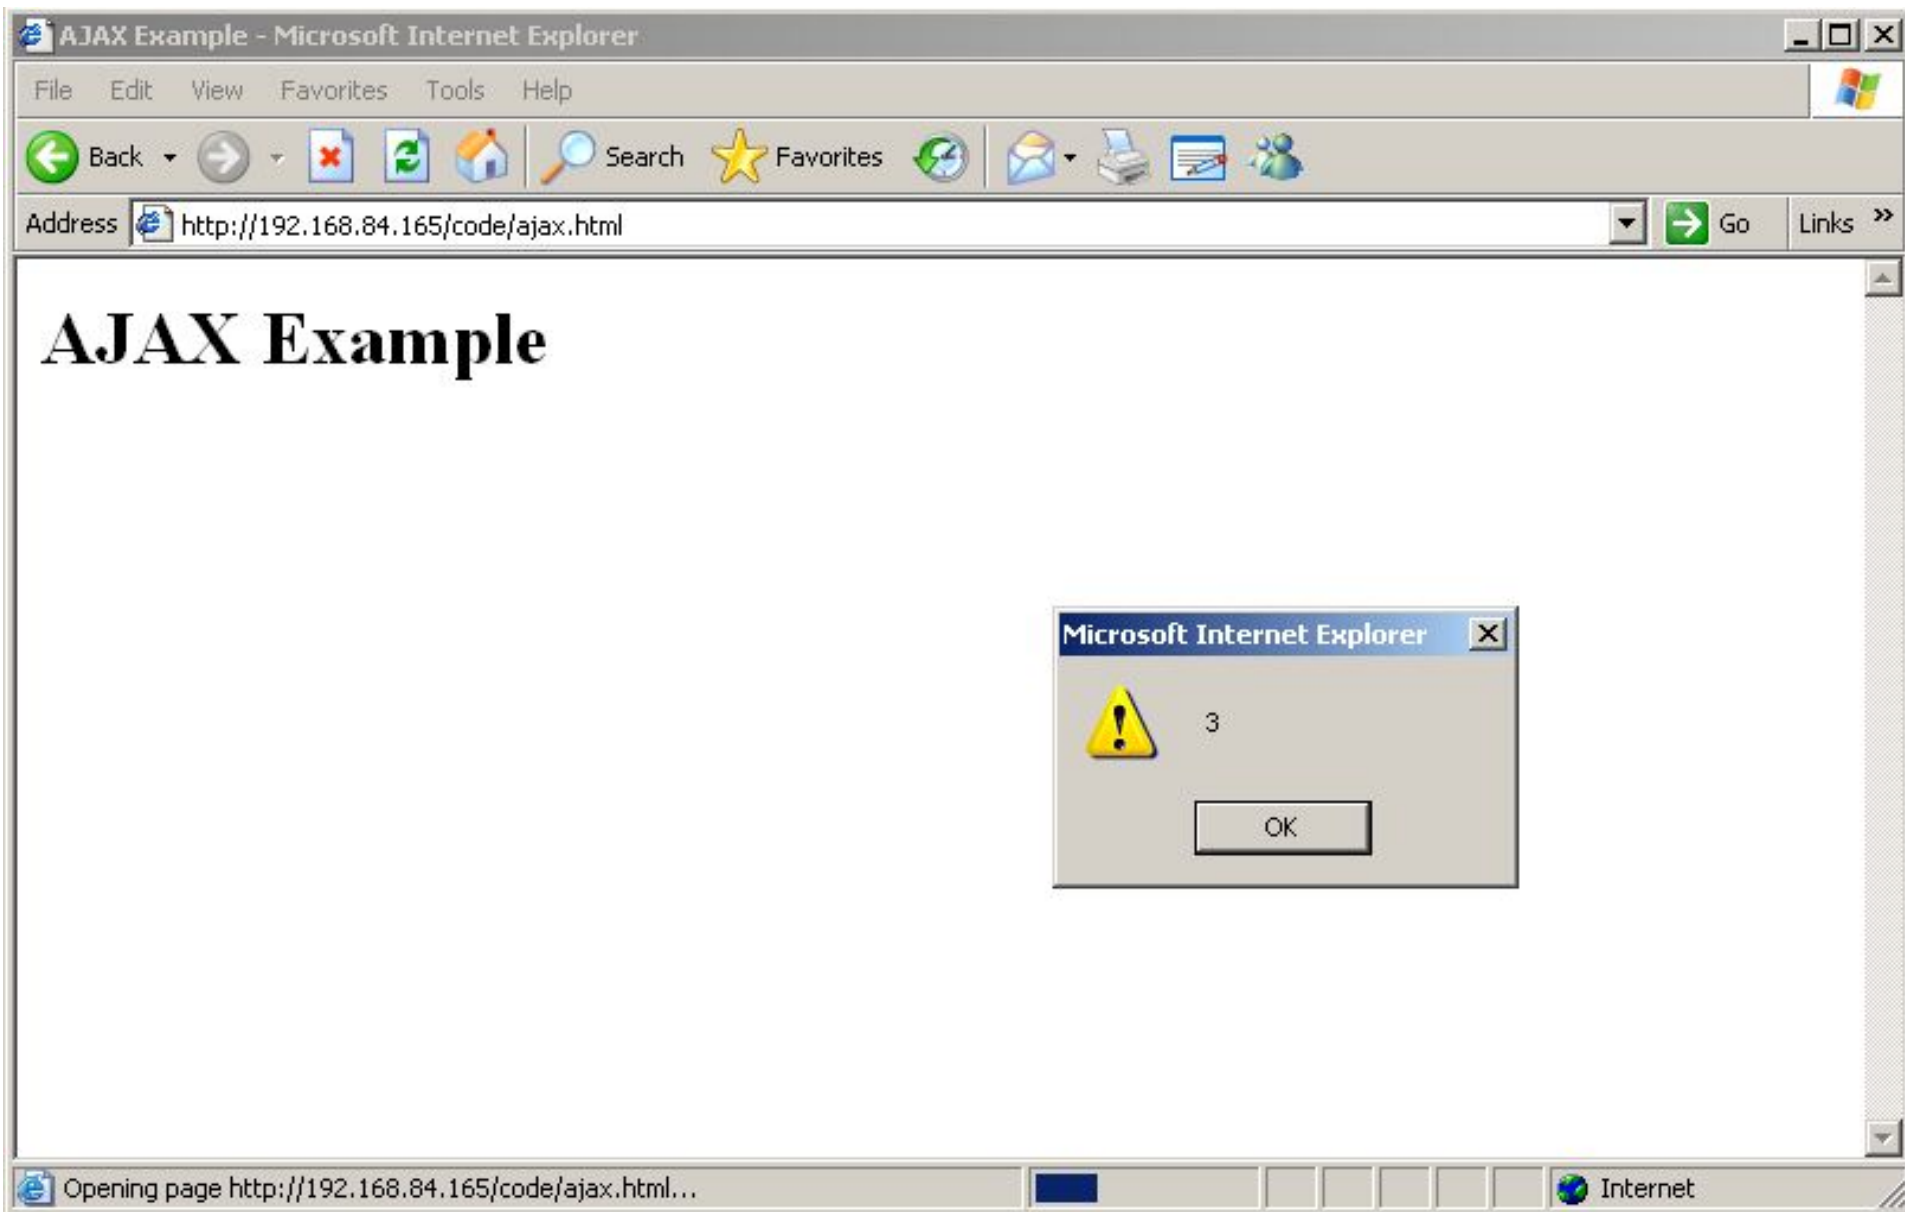 AJAX Example - Microsoft Internet Explorer
File Edit View Favorites Tools Help
Back Search Favorites
Address http://192.168.84.165/code/ajax.html Go Links »
AJAX Example
Microsoft Internet Explorer
3
OK
Opening page http://192.168.84.165/code/ajax.html... Internet